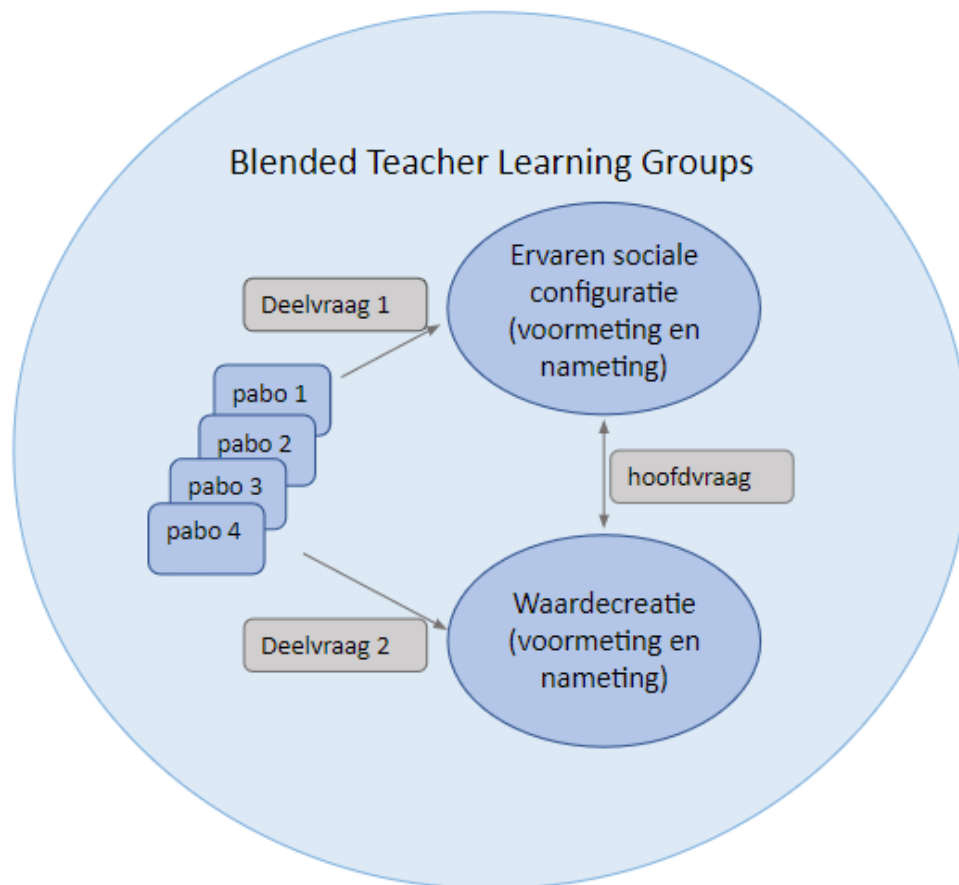 Blended Teacher Learning Groups
Ervaren sociale
configuratie
(voormeting en
nameting)
Deelvraag 1
pabo 1
pabo 2
pabo 3
pabo 4
hoofdvraag
Waardecreatie
(voormeting en
nameting)
Deelvraag 2